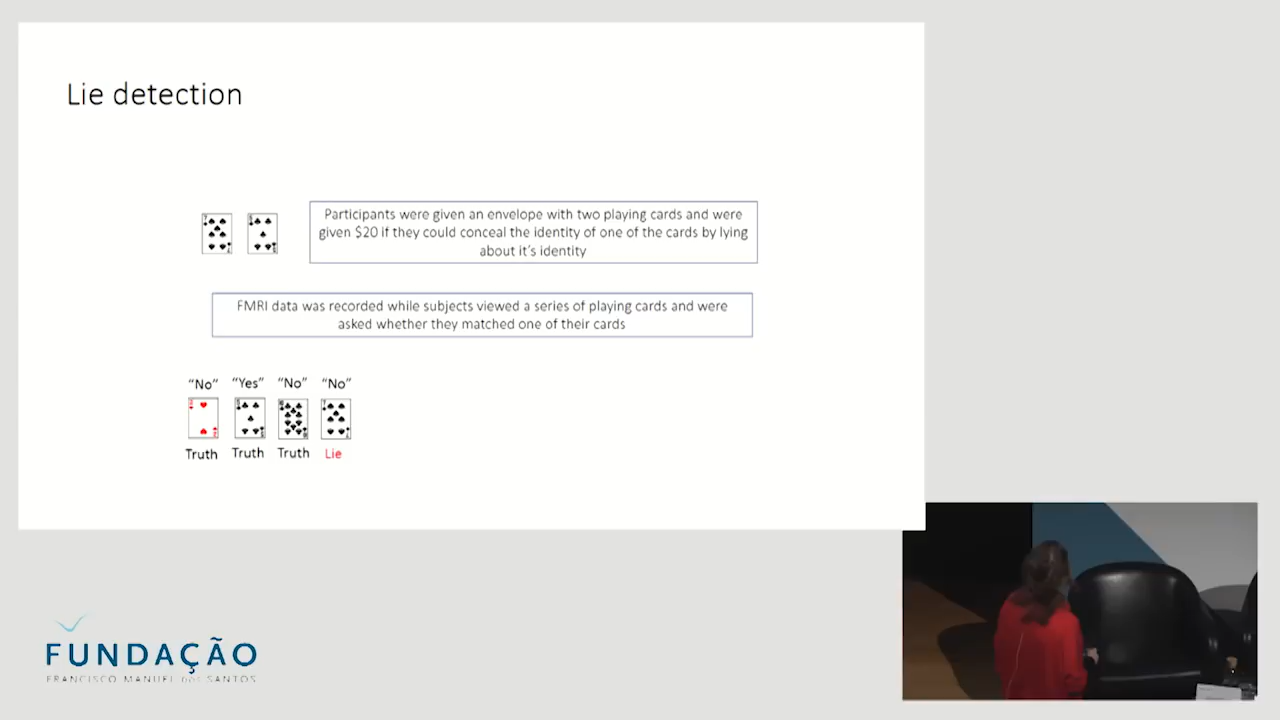 Lie detection
Participants were given an envelope with two playing cards and were
given $20 if they could conceal the identity of one of the cards by lying
about it's identity
FMRI data was recorded while subjects viewed a series of playing cards and were
asked whether they matched one of their cards
"No" "Yes" "No" "No"
Truth Truth Truth Lie
FUNDAÇÃO
FRANCISCO MANUEL DOS SANTOS